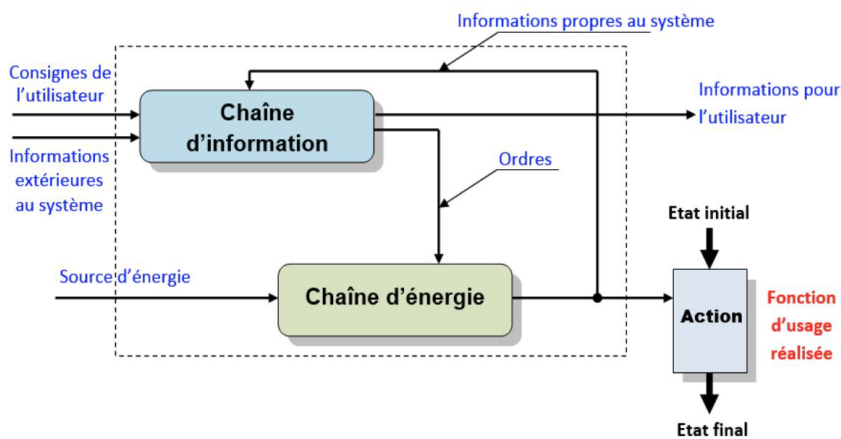 Informations propres au système
Consignes de
l'utilisateur
Chaîne
d'information
Informations pour
l'utilisateur
Informations
extérieures
au système
Ordres
Etat initial
Source d'énergie
Chaîne d'énergie
Action
Fonction
d'usage
réalisée
Etat final